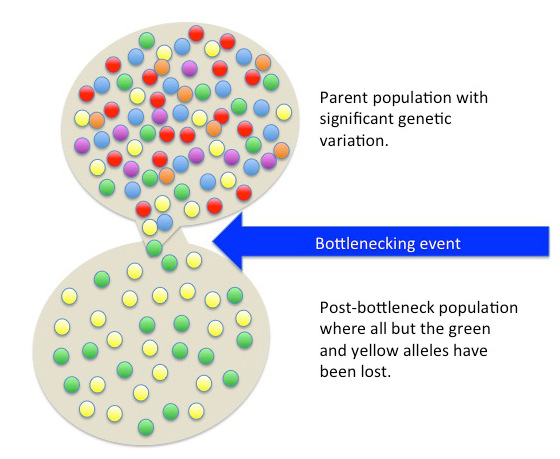 Parent population with
significant genetic
variation.
Bottlenecking event
Post-bottleneck population
where all but the green
and yellow alleles have
been lost.